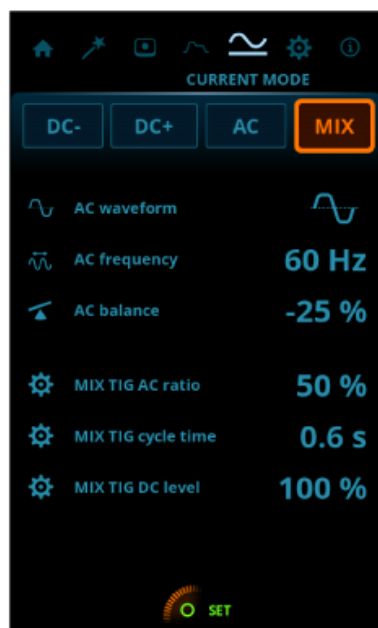 CURRENT MODE
DC- DC+ AC MIX
AC waveform
AC frequency 60 Hz
AC balance -25 %
MIX TIG AC ratio 50 %
MIX TIG cycle time 0.6 s
MIX TIG DC level 100 %
SET